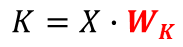 K = X · W_K